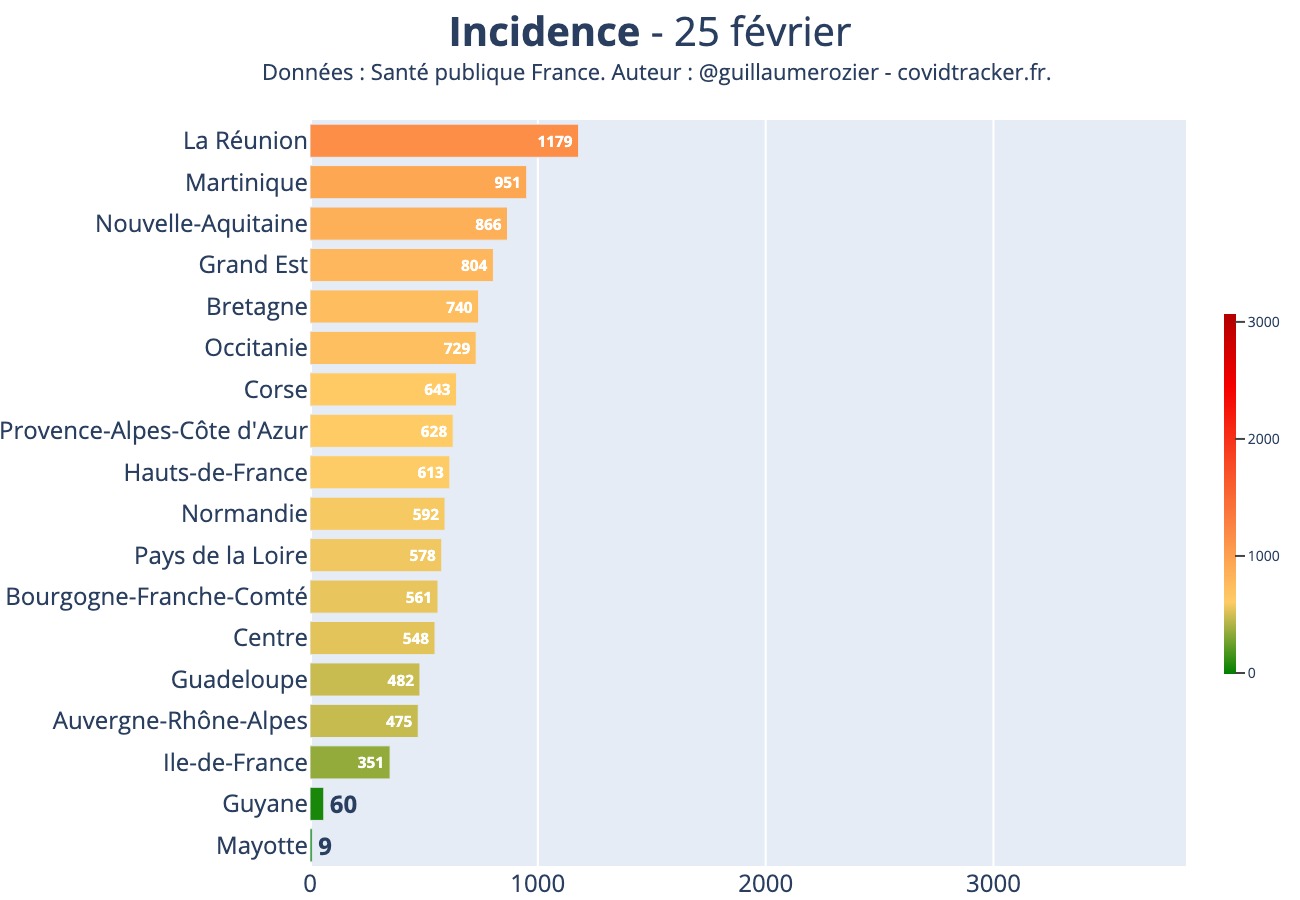 Incidence - 25 février
Données : Santé publique France. Auteur : @guillaumerozier - covidtracker.fr.
La Réunion 1179
Martinique 951
Nouvelle-Aquitaine 866
Grand Est 804
Bretagne 740
Occitanie 729
Corse 643
Provence-Alpes-Côte d'Azur 628
Hauts-de-France 613
Normandie 592
Pays de la Loire 578
Bourgogne-Franche-Comté 561
Centre 548
Guadeloupe 482
Auvergne-Rhône-Alpes 475
Ile-de-France 351
Guyane 60
Mayotte 9
0 1000 2000 3000
3000
2000
1000
0